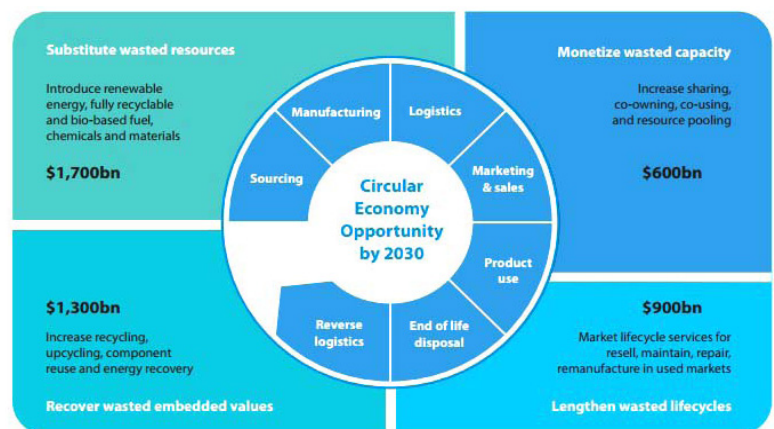 Substitute wasted resources
Introduce renewable
energy, fully recyclable
and bio-based fuel,
chemicals and materials
$1,700bn
Monetize wasted capacity
Increase sharing,
co-owning, co-using,
and resource pooling
$600bn
Sourcing
Manufacturing
Logistics
Marketing
& sales
Product
use
End of life
disposal
Reverse
logistics
Circular
Economy
Opportunity
by 2030
$1,300bn
Increase recycling,
upcycling, component
reuse and energy recovery
Recover wasted embedded values
$900bn
Market lifecycle services for
resell, maintain, repair,
remanufacture in used markets
Lengthen wasted lifecycles